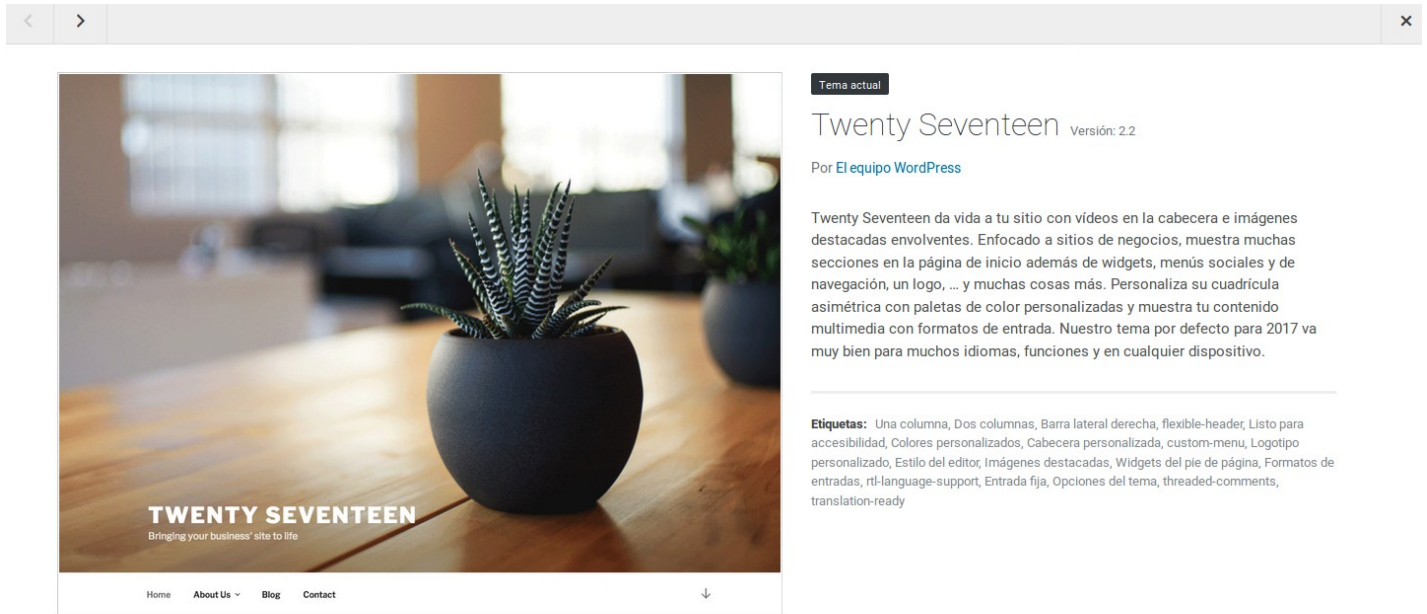 Tema actual
Twenty Seventeen Versión: 2.2
Por El equipo WordPress
Twenty Seventeen da vida a tu sitio con vídeos en la cabecera e imágenes
destacadas envolventes. Enfocado a sitios de negocios, muestra muchas
secciones en la página de inicio además de widgets, menús sociales y de
navegación, un logo, ... y muchas cosas más. Personaliza su cuadrícula
asimétrica con paletas de color personalizadas y muestra tu contenido
multimedia con formatos de entrada. Nuestro tema por defecto para 2017 va
muy bien para muchos idiomas, funciones y en cualquier dispositivo.
Etiquetas: Una columna, Dos columnas, Barra lateral derecha, flexible-header, Listo para
accesibilidad, Colores personalizados, Cabecera personalizada, custom-menu, Logotipo
personalizado, Estilo del editor, Imágenes destacadas, Widgets del pie de página, Formatos de
entradas, rtl-language-support, Entrada fija, Opciones del tema, threaded-comments,
translation-ready
TWENTY SEVENTEEN
Bringing your business' site to life
Home About Us Blog Contact